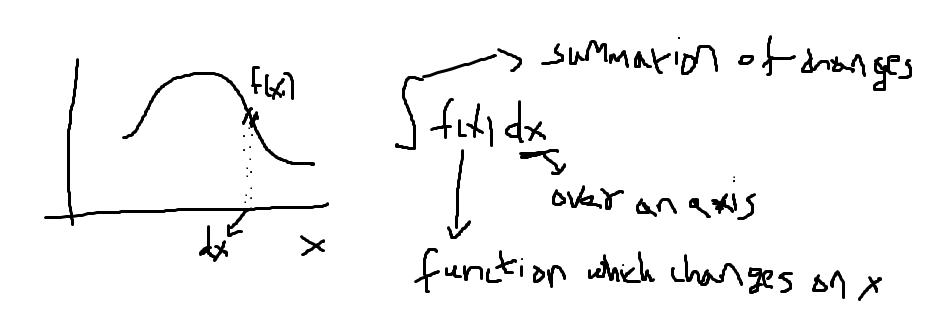 summation of changes
f(x)
∫ f(x) dx
over an axis
dx
x
function which changes on x